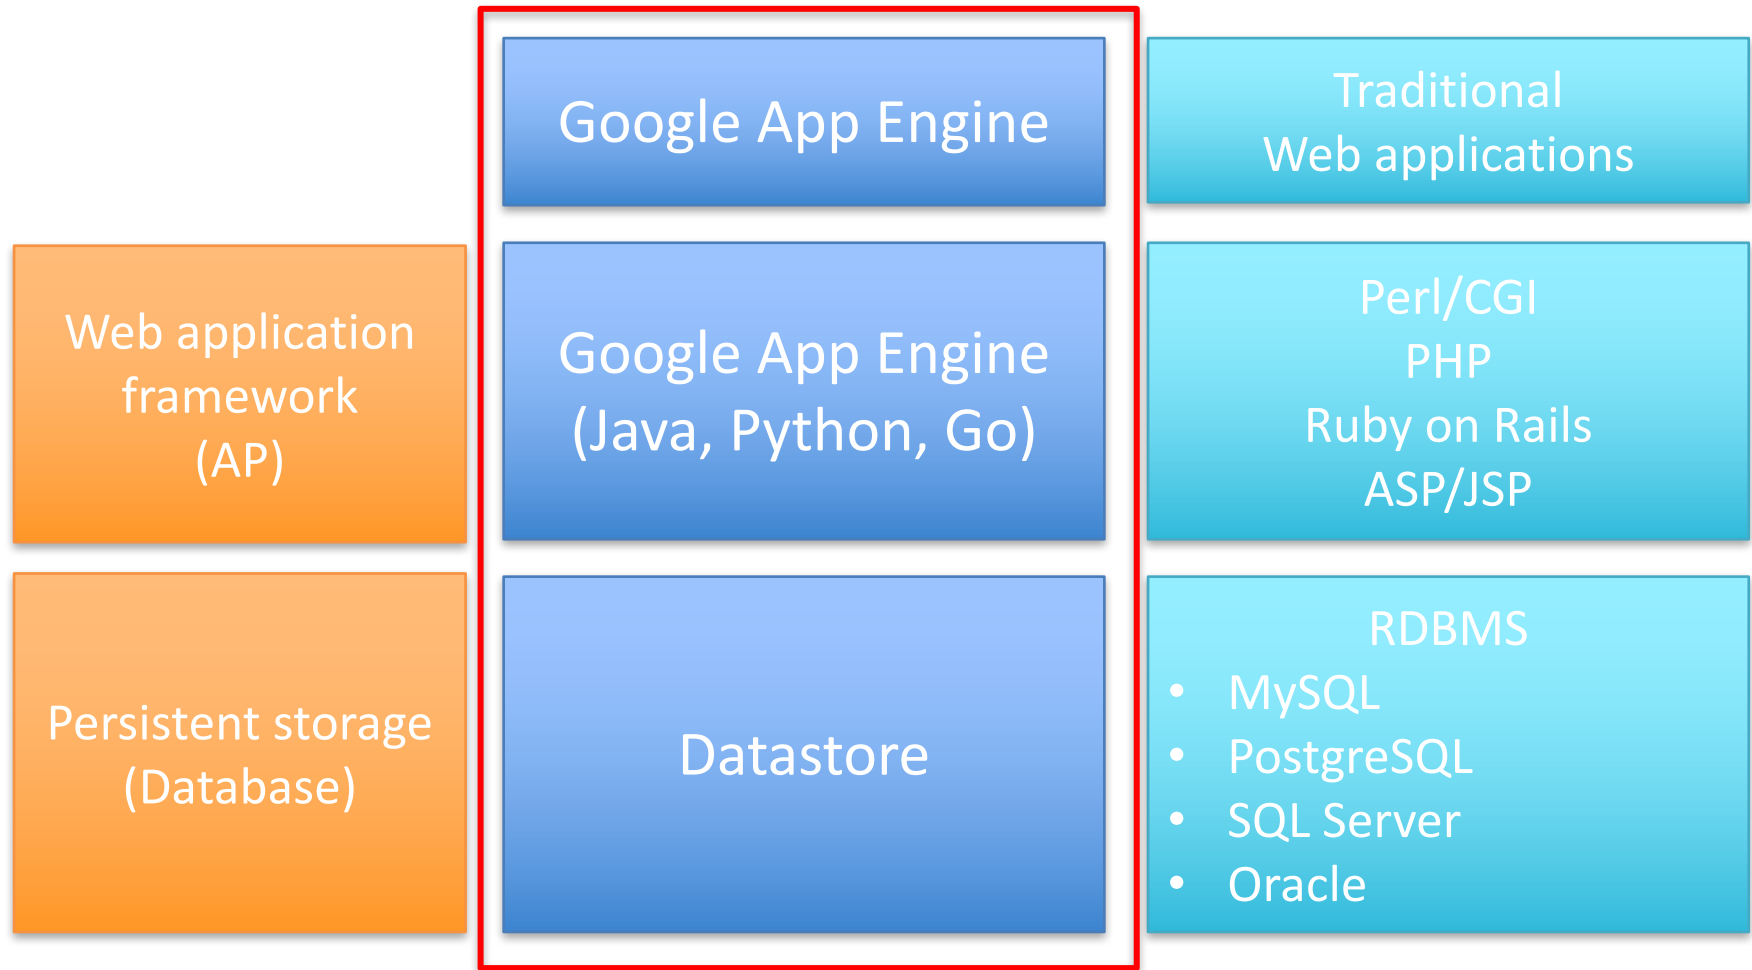 Google App Engine
Traditional
Web applications
Web application
framework
(AP)
Google App Engine
(Java, Python, Go)
Perl/CGI
PHP
Ruby on Rails
ASP/JSP
Persistent storage
(Database)
Datastore
RDBMS
• MySQL
• PostgreSQL
• SQL Server
• Oracle